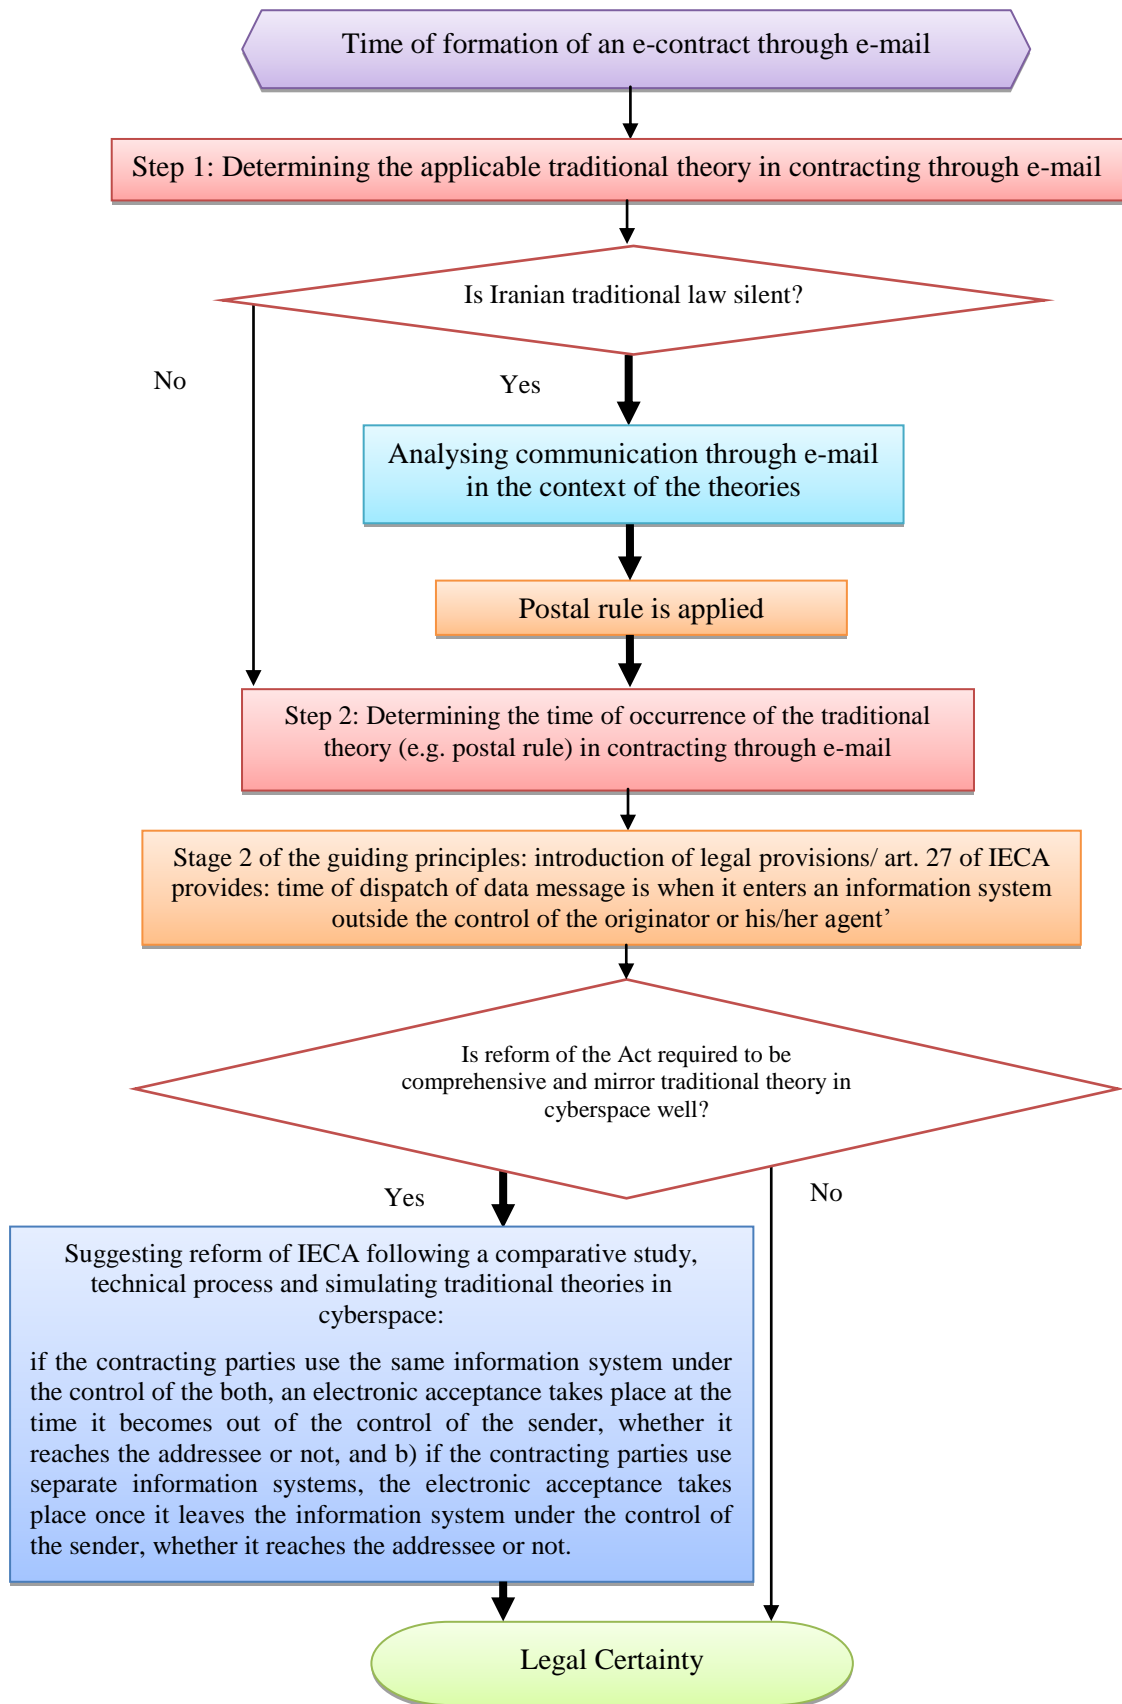 Time of formation of an e-contract through e-mail
Step 1: Determining the applicable traditional theory in contracting through e-mail
Is Iranian traditional law silent?
No
Yes
Analysing communication through e-mail
in the context of the theories
Postal rule is applied
Step 2: Determining the time of occurrence of the traditional
theory (e.g. postal rule) in contracting through e-mail
Stage 2 of the guiding principles: introduction of legal provisions/ art. 27 of IECA
provides: time of dispatch of data message is when it enters an information system
outside the control of the originator or his/her agent’
Is reform of the Act required to be
comprehensive and mirror traditional theory in
cyberspace well?
Yes
No
Suggesting reform of IECA following a comparative study,
technical process and simulating traditional theories in
cyberspace:
if the contracting parties use the same information system under
the control of the both, an electronic acceptance takes place at the
time it becomes out of the control of the sender, whether it
reaches the addressee or not, and b) if the contracting parties use
separate information systems, the electronic acceptance takes
place once it leaves the information system under the control of
the sender, whether it reaches the addressee or not.
Legal Certainty